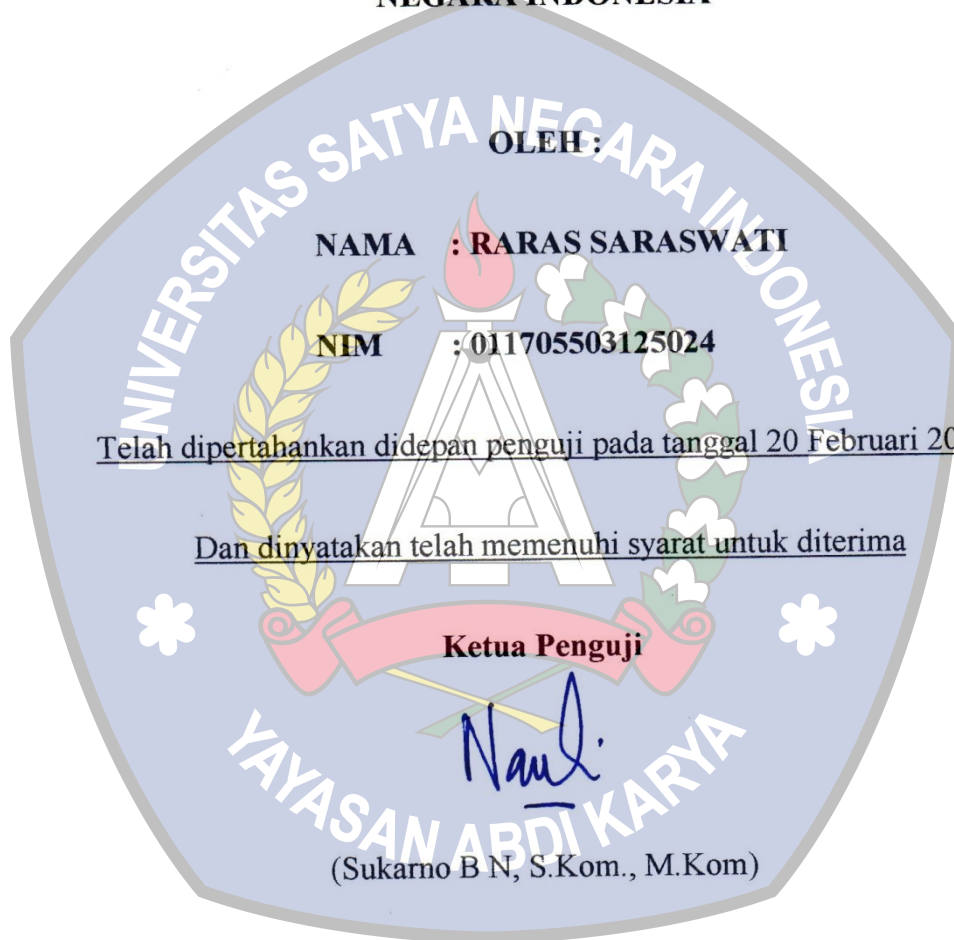 NEGARA INDONESIA
UNIVERSITAS SATYA NEGARA INDONESIA
OLEH :
NAMA : RARAS SARASWATI
NIM : 011705503125024
Telah dipertahankan didepan penguji pada tanggal 20 Februari 20
Dan dinyatakan telah memenuhi syarat untuk diterima
Ketua Penguji
Nauli
YAYASAN ABDI KARYA
(Sukarno B N, S.Kom., M.Kom)